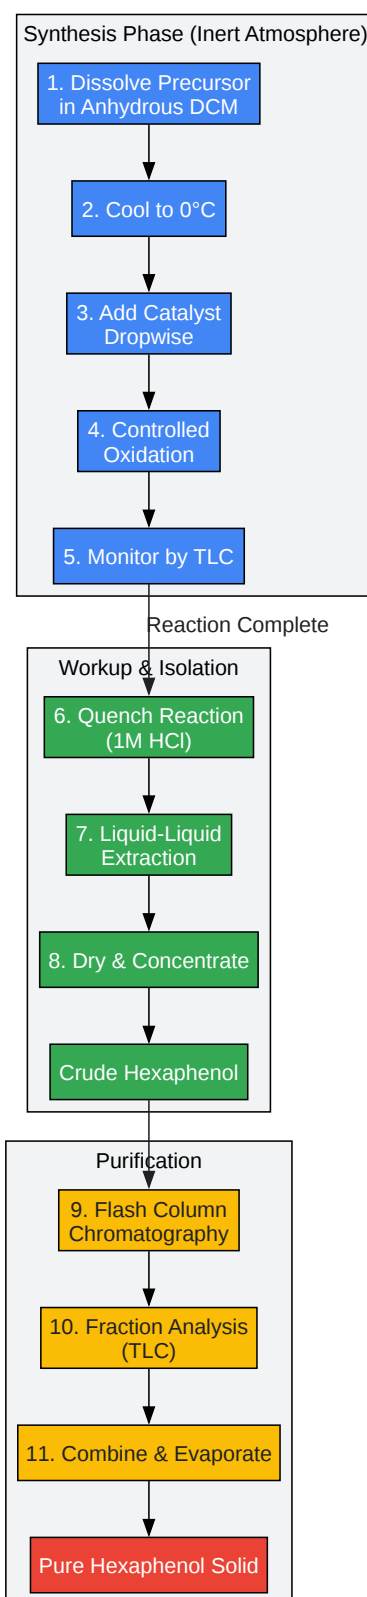 Synthesis Phase (Inert Atmosphere)
1. Dissolve Precursor
in Anhydrous DCM
2. Cool to 0°C
3. Add Catalyst
Dropwise
4. Controlled
Oxidation
5. Monitor by TLC
Reaction Complete
Workup & Isolation
6. Quench Reaction
(1M HCl)
7. Liquid-Liquid
Extraction
8. Dry & Concentrate
Crude Hexaphenol
Purification
9. Flash Column
Chromatography
10. Fraction Analysis
(TLC)
11. Combine & Evaporate
Pure Hexaphenol Solid